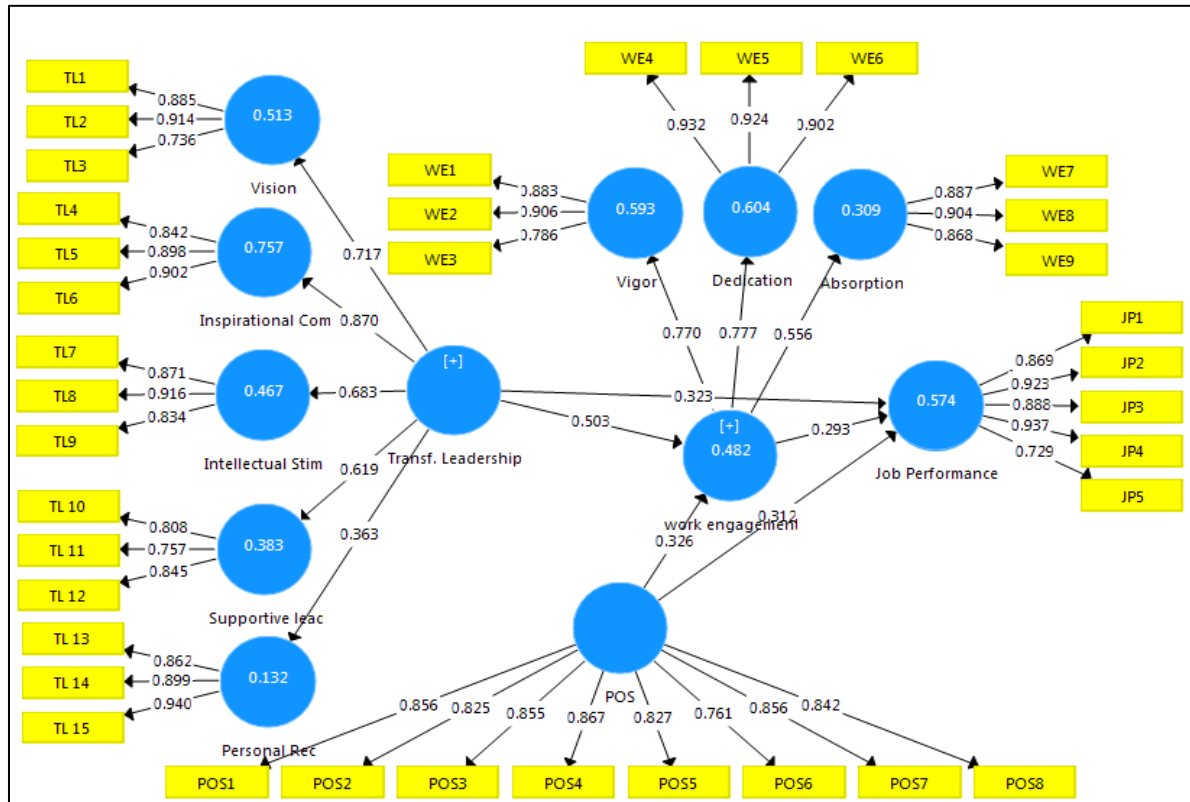 WE4
WE5
WE6
TL1
TL2
TL3
0.885
0.914
0.736
0.513
Vision
0.932
0.924
0.902
WE1
WE2
WE3
0.883
0.906
0.786
0.593
Vigor
0.604
Dedication
0.309
Absorption
0.887
0.904
0.868
WE7
WE8
WE9
TL4
TL5
TL6
0.842
0.898
0.902
0.757
Inspirational Com
0.717
0.870
0.770
0.777
0.556
TL7
TL8
TL9
0.871
0.916
0.834
0.467
Intellectual Stim
0.683
[+]
Transf. Leadership
0.323
0.503
[+]
0.482
work engagement
0.293
0.574
Job Performance
0.869
0.923
0.888
0.937
0.729
JP1
JP2
JP3
JP4
JP5
TL 10
TL 11
TL 12
0.808
0.757
0.845
0.383
Supportive leac
0.619
0.363
0.326
0.312
TL 13
TL 14
TL 15
0.862
0.899
0.940
0.132
Personal Rec
POS
0.856
0.825
0.855
0.867
0.827
0.761
0.856
0.842
POS1
POS2
POS3
POS4
POS5
POS6
POS7
POS8